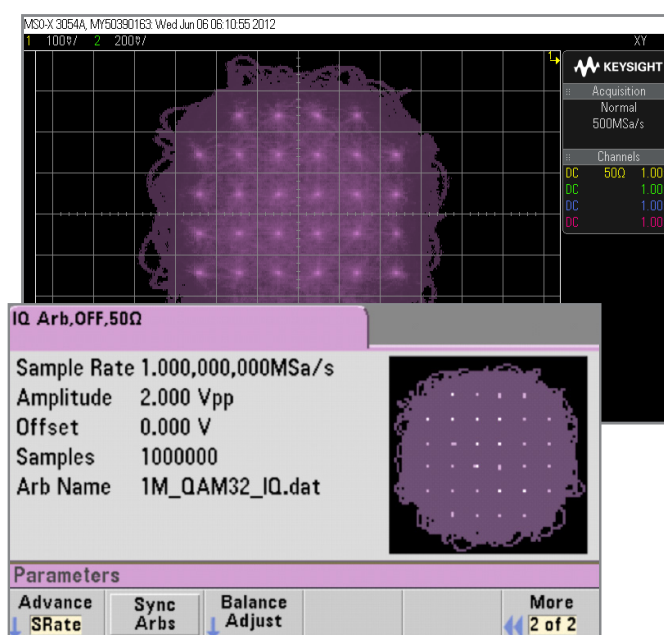 MSO-X 3054A, MY50390163: Wed Jun 06 06:10:55 2012
1 100▿/ 2 200▿/ XY
1
KEYSIGHT
Acquisition
Normal
500MSa/s
Channels
DC 50Ω 1.00
DC 1.00
DC 1.00
DC 1.00
IQ Arb,OFF,50Ω
Sample Rate 1.000,000,000MSa/s
Amplitude 2.000 Vpp
Offset 0.000 V
Samples 1000000
Arb Name 1M_QAM32_IQ.dat
Parameters
Advance
SRate
Sync
Arbs
Balance
Adjust
More
2 of 2